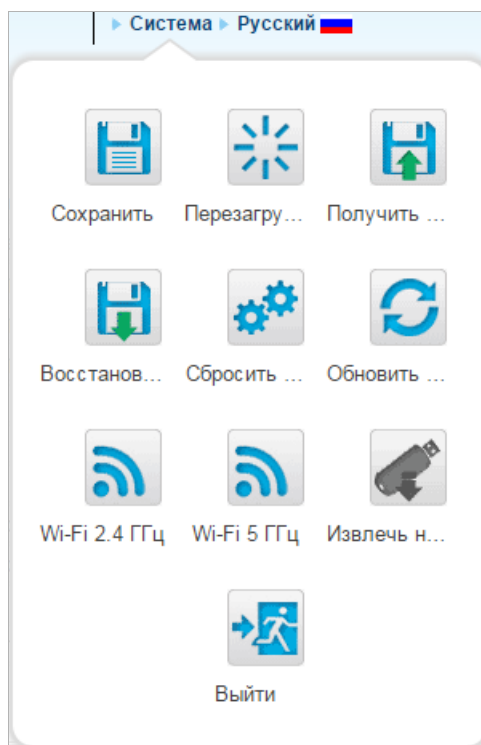 Система Русский
Сохранить Перезагру... Получить ...
Восстанов... Сбросить ... Обновить ...
Wi-Fi 2.4 ГГц Wi-Fi 5 ГГц Извлечь н...
Выйти